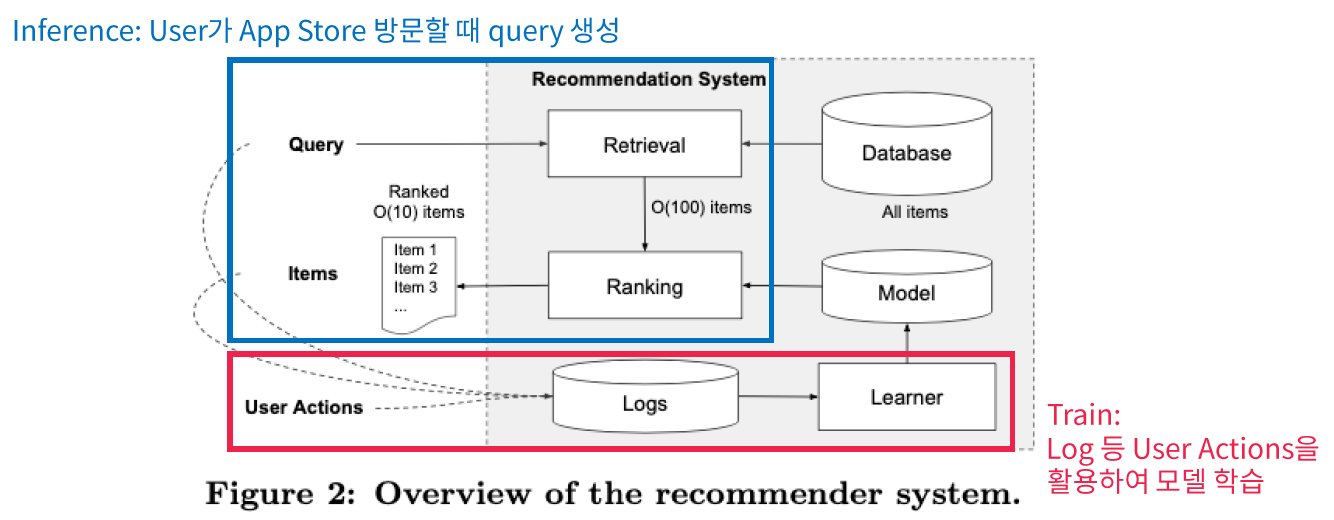 Inference: User가 App Store 방문할 때 query 생성
Recommendation System
Query
Retrieval
Database
Ranked
O(10) items
O(100) items
All items
Items
Item 1
Item 2
Item 3
...
Ranking
Model
User Actions
Logs
Learner
Train:
Log 등 User Actions을
활용하여 모델 학습
Figure 2: Overview of the recommender system.